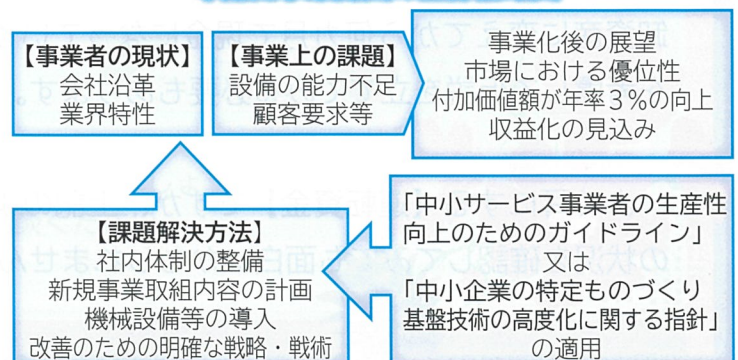 【事業者の現状】
会社沿革
業界特性
【事業上の課題】
設備の能力不足
顧客要求等
事業化後の展望
市場における優位性
付加価値額が年率3%の向上
収益化の見込み
【課題解決方法】
社内体制の整備
新規事業取組内容の計画
機械設備等の導入
改善のための明確な戦略・戦術
「中小サービス事業者の生産性
向上のためのガイドライン」
又は
「中小企業の特定ものづくり
基盤技術の高度化に関する指針」
の適用